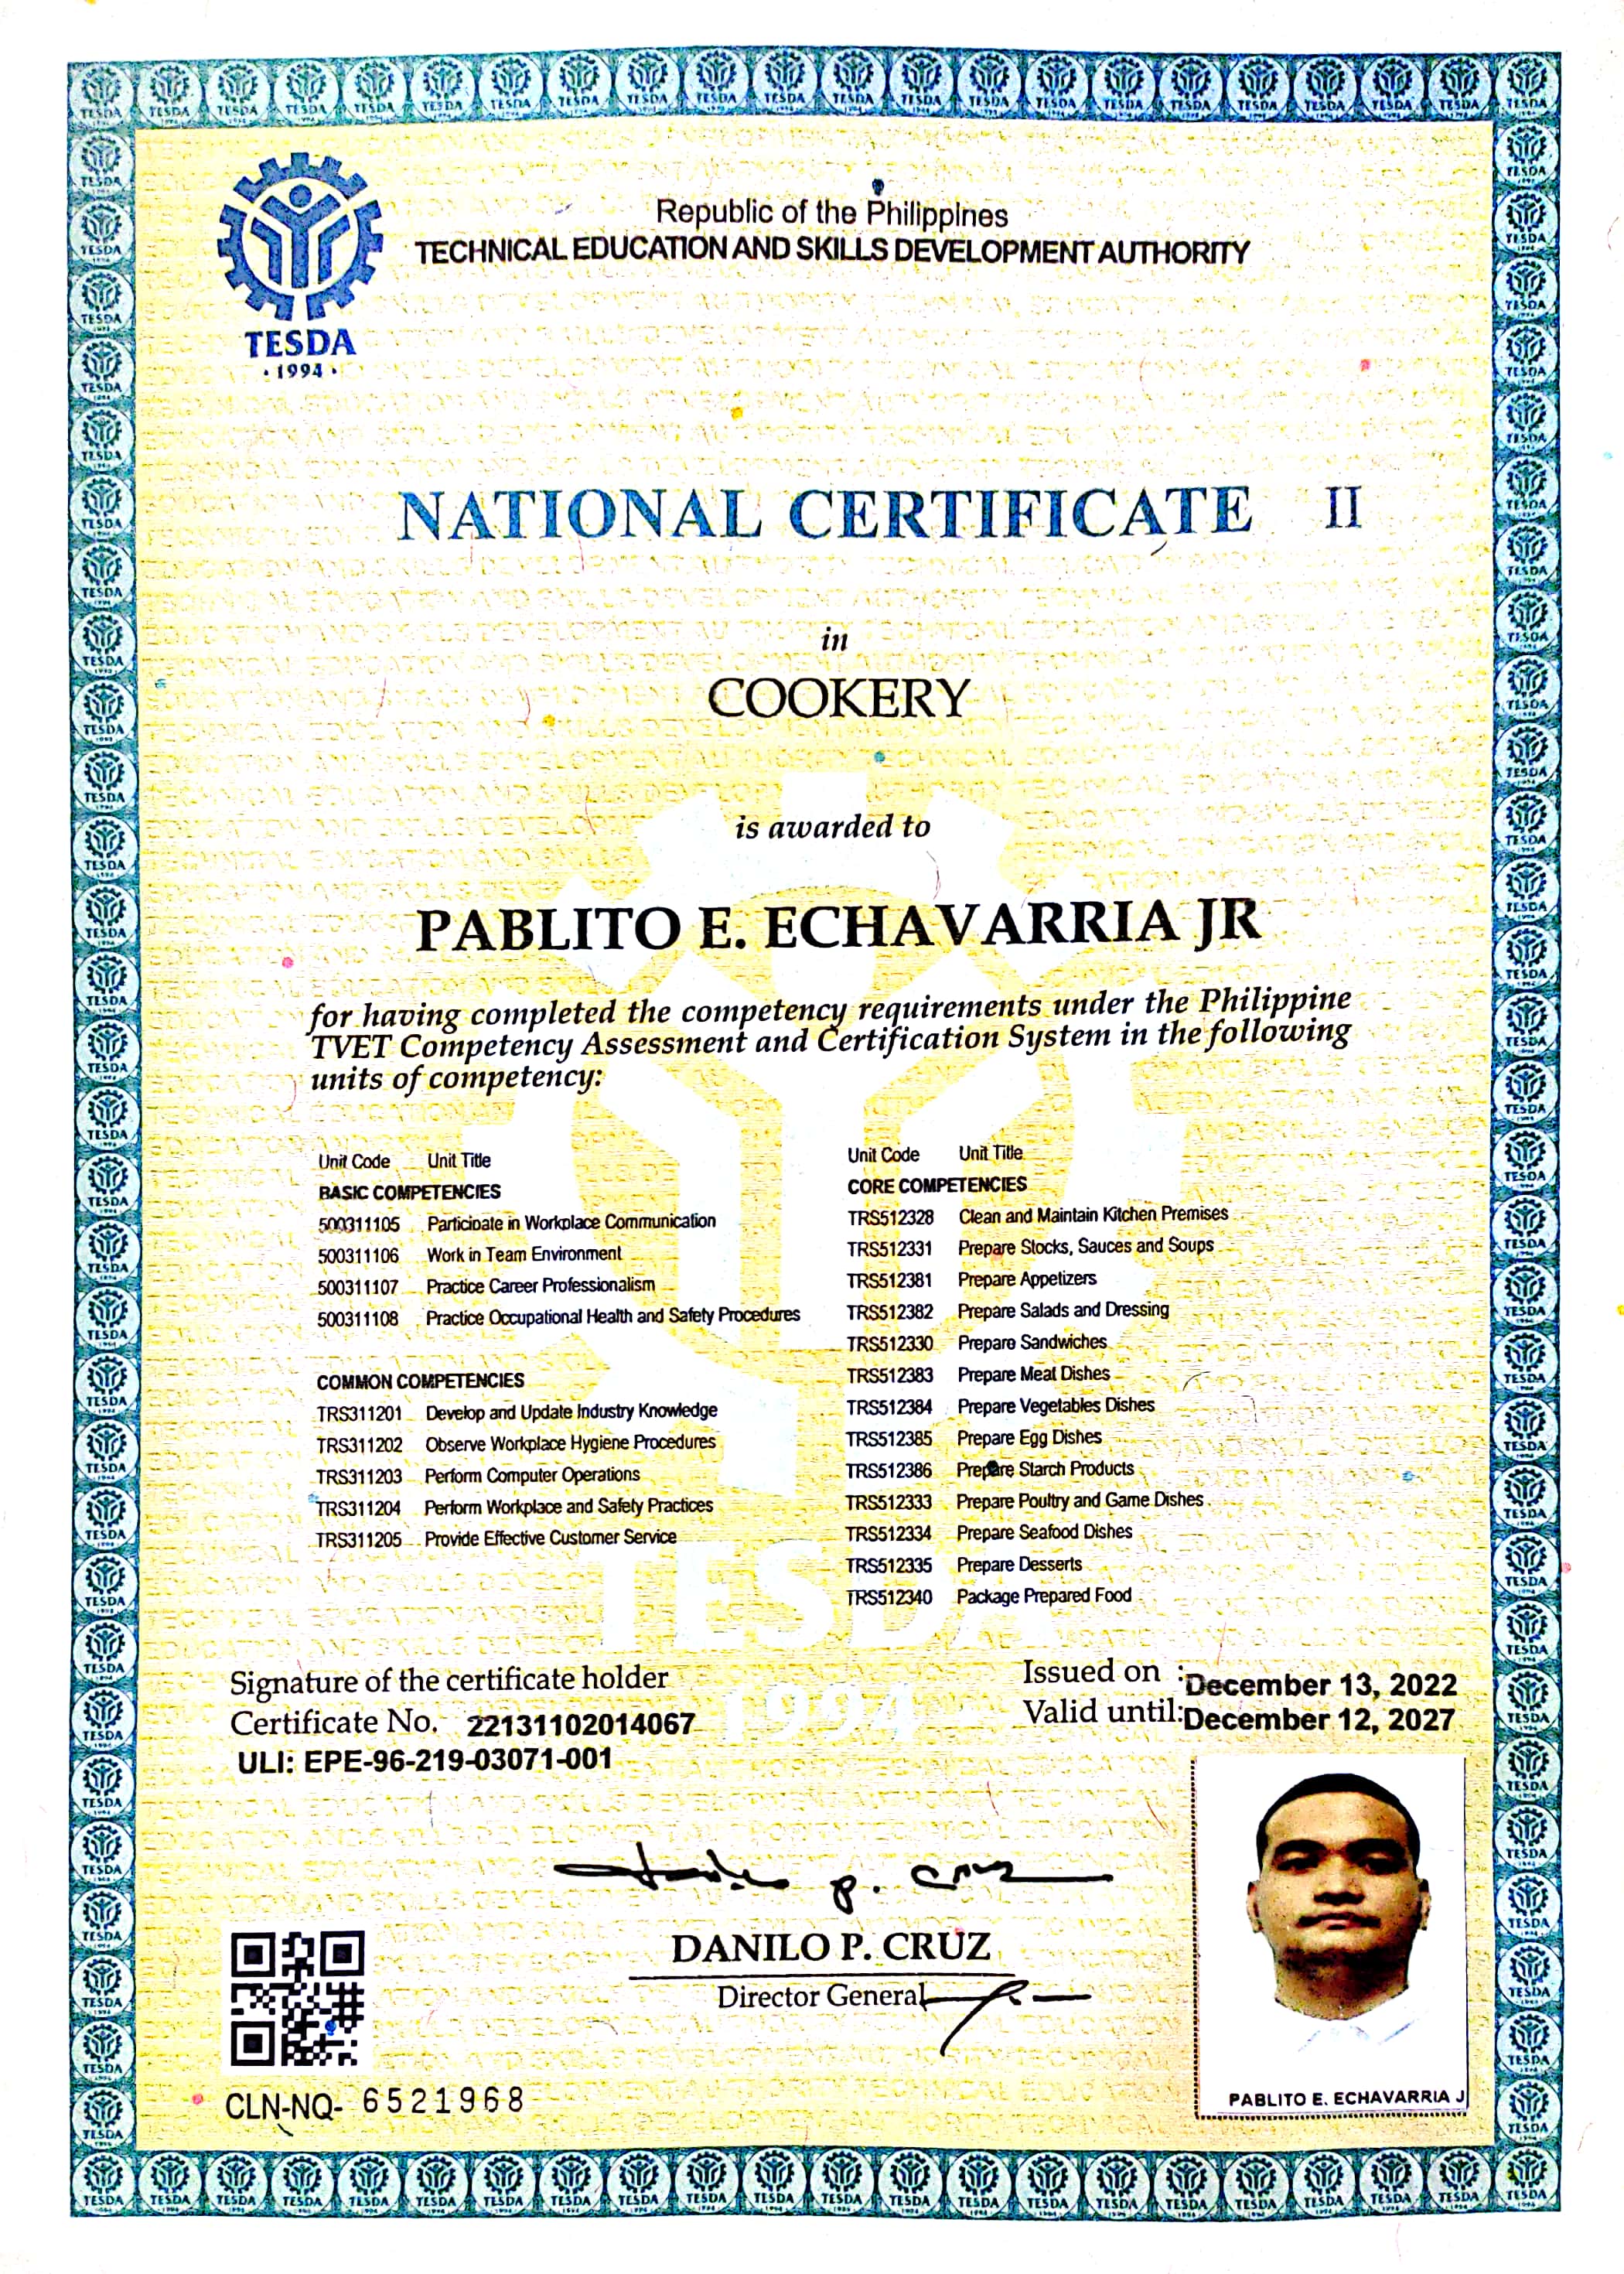 TESDA
· 1994 ·
Republic of the Philippines
TECHNICAL EDUCATION AND SKILLS DEVELOPMENT AUTHORITY
NATIONAL CERTIFICATE II
in
COOKERY
is awarded to
PABLITO E. ECHAVARRIA JR
for having completed the competency requirements under the Philippine
TVET Competency Assessment and Certification System in the following
units of competency:
Unit Code Unit Title
BASIC COMPETENCIES
500311105 Participate in Workplace Communication
500311106 Work in Team Environment
500311107 Practice Career Professionalism
500311108 Practice Occupational Health and Safety Procedures
COMMON COMPETENCIES
TRS311201 Develop and Update Industry Knowledge
TRS311202 Observe Workplace Hygiene Procedures
TRS311203 Perform Computer Operations
TRS311204 Perform Workplace and Safety Practices
TRS311205 Provide Effective Customer Service
Unit Code Unit Title
CORE COMPETENCIES
TRS512328 Clean and Maintain Kitchen Premises
TRS512331 Prepare Stocks, Sauces and Soups
TRS512381 Prepare Appetizers
TRS512382 Prepare Salads and Dressing
TRS512330 Prepare Sandwiches
TRS512383 Prepare Meat Dishes
TRS512384 Prepare Vegetables Dishes
TRS512385 Prepare Egg Dishes
TRS512386 Prepare Starch Products
TRS512333 Prepare Poultry and Game Dishes
TRS512334 Prepare Seafood Dishes
TRS512335 Prepare Desserts
TRS512340 Package Prepared Food
TESDA
1994
Signature of the certificate holder
Certificate No. 22131102014067
ULI: EPE-96-219-03071-001
Issued on : December 13, 2022
Valid until: December 12, 2027
DANILO P. CRUZ
Director General
CLN-NQ- 6521968
PABLITO E. ECHAVARRIA J